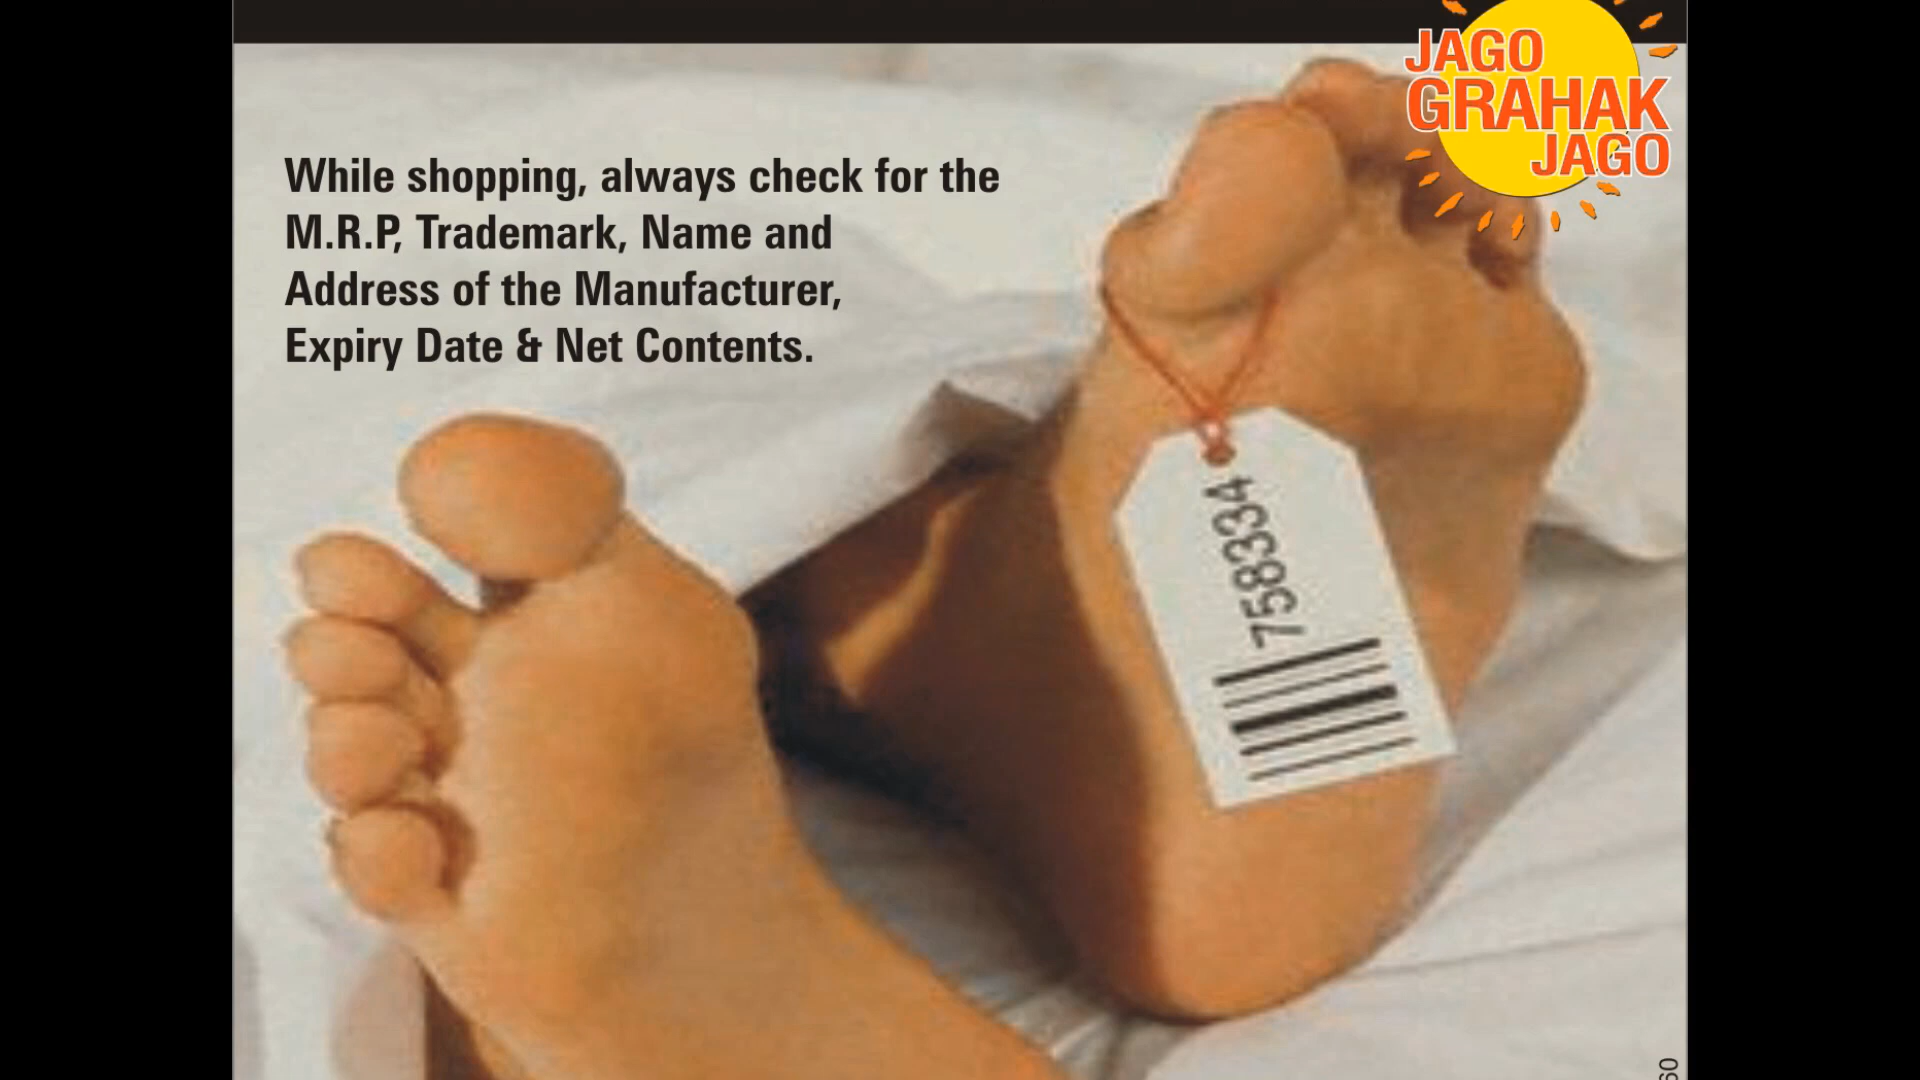 JAGO
GRAHAK
JAGO
While shopping, always check for the
M.R.P, Trademark, Name and
Address of the Manufacturer,
Expiry Date & Net Contents.
758334
60